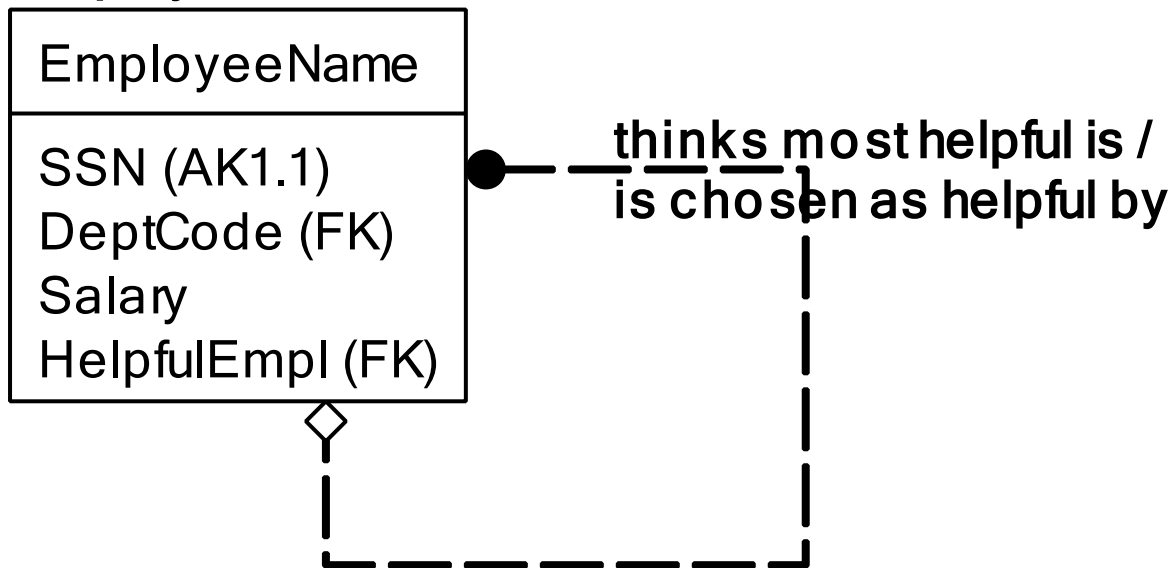 EmployeeName
SSN (AK1.1)
DeptCode (FK)
Salary
HelpfulEmpl (FK)
thinks most helpful is /
is chosen as helpful by